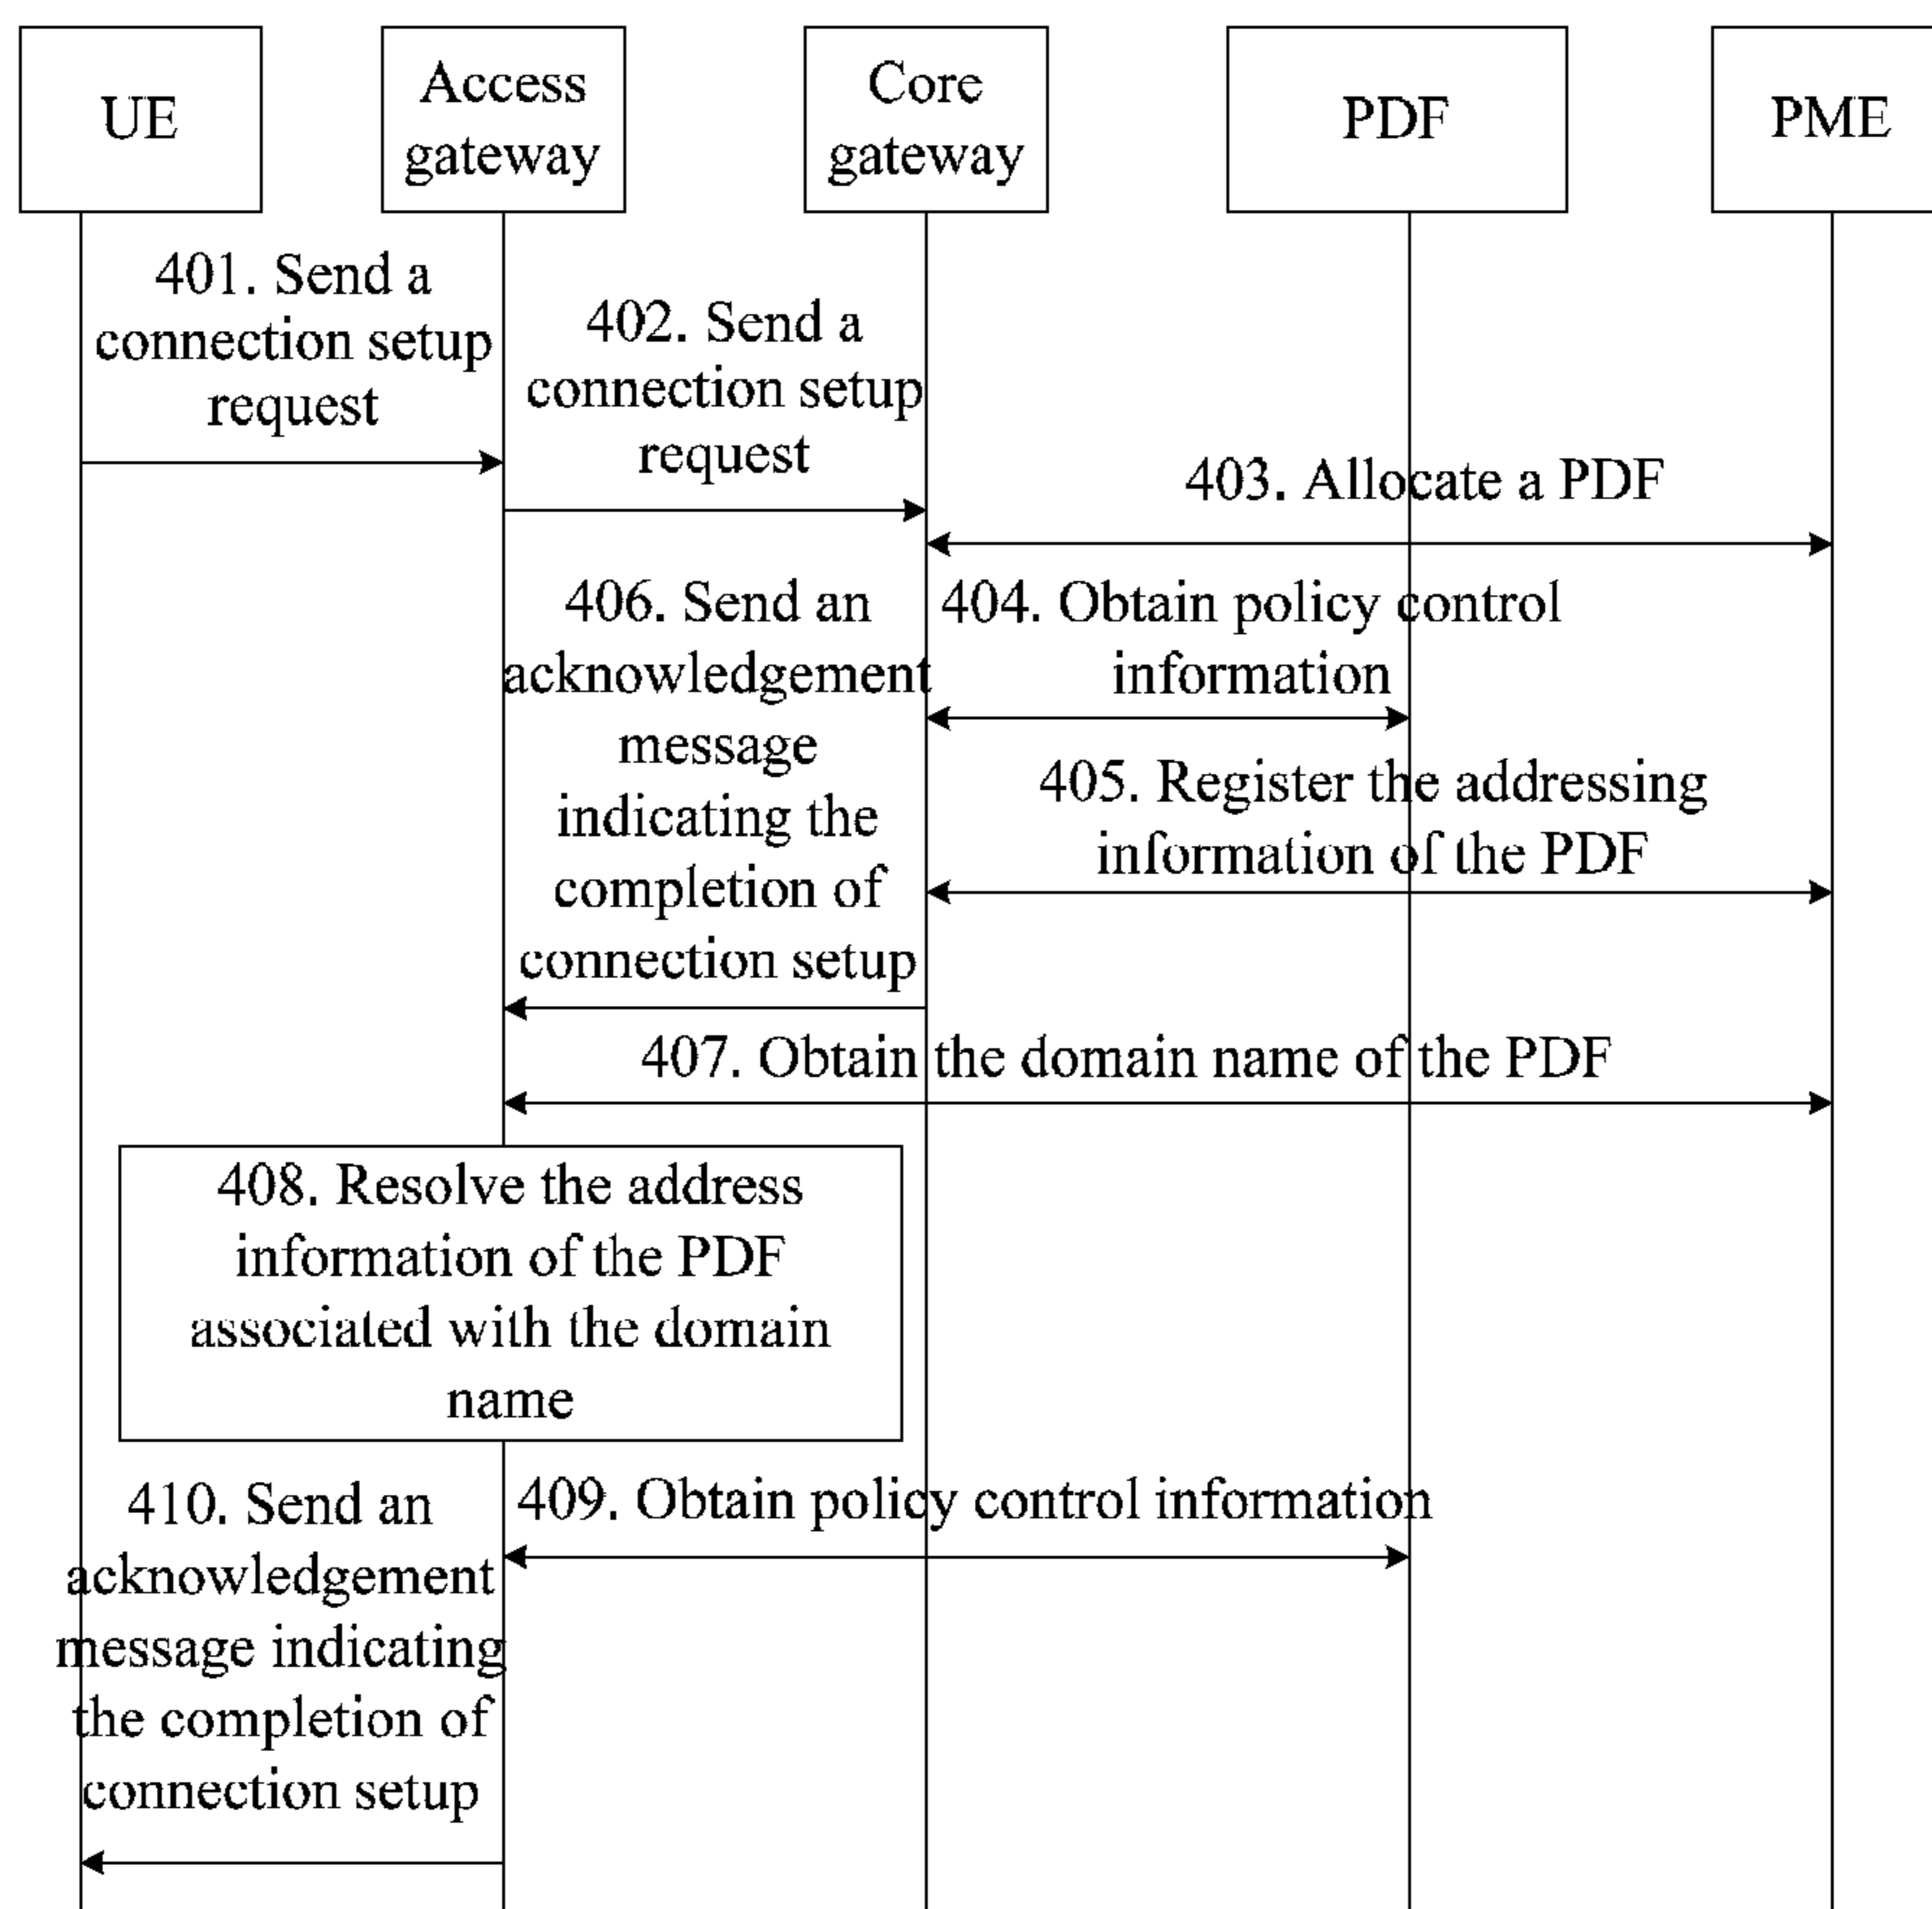 UE
Access
gateway
Core
gateway
PDF
PME
401. Send a
connection setup
request
402. Send a
connection setup
request
403. Allocate a PDF
404. Obtain policy control
information
405. Register the addressing
information of the PDF
406. Send an
acknowledgement
message
indicating the
completion of
connection setup
407. Obtain the domain name of the PDF
408. Resolve the address
information of the PDF
associated with the domain
name
409. Obtain policy control information
410. Send an
acknowledgement
message indicating
the completion of
connection setup